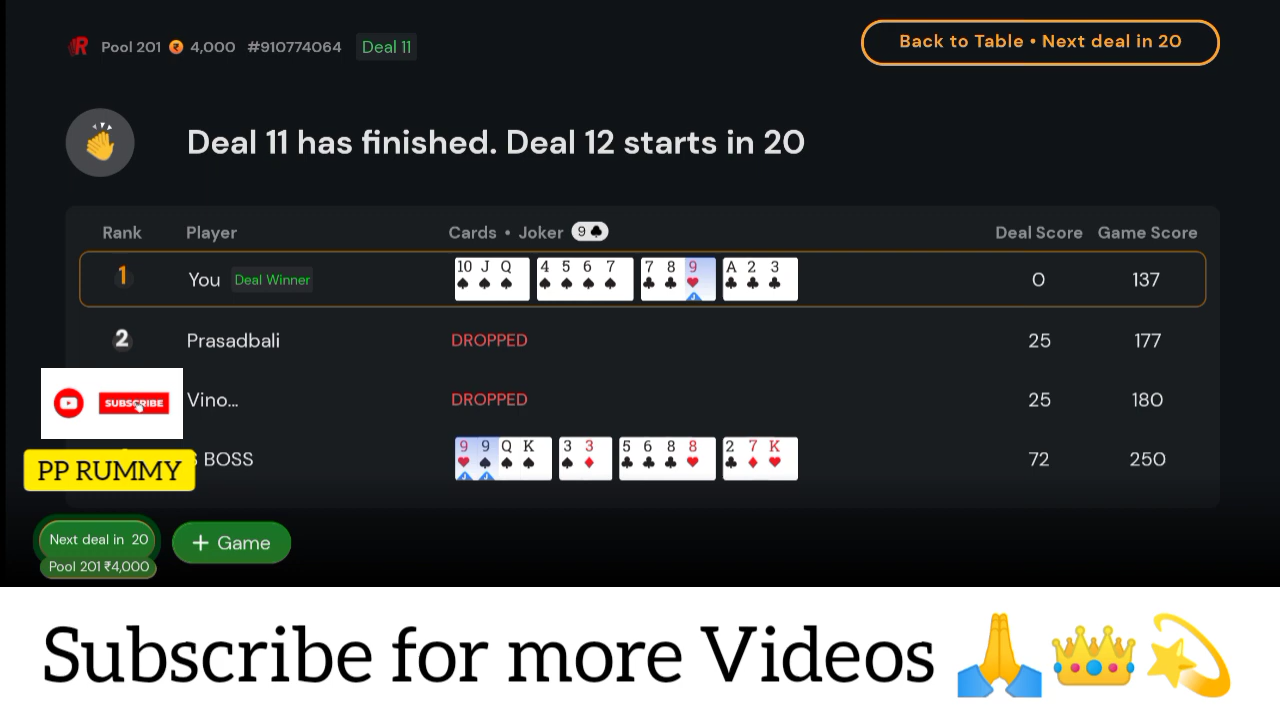 Pool 201 ₹ 4,000 #910774064 Deal 11
Back to Table • Next deal in 20
Deal 11 has finished. Deal 12 starts in 20
Rank Player Cards • Joker 9♣ Deal Score Game Score
1 You Deal Winner 10♠ J♠ Q♠ 4♠ 5♠ 6♠ 7♠ 7♣ 8♣ 9♥ A♣ 2♣ 3♣ 0 137
2 Prasadbali DROPPED 25 177
SUBSCRIBE
Vino... DROPPED 25 180
BOSS 9♥ 9♠ Q♠ K♠ 3♠ 3♦ 5♣ 6♣ 8♣ 8♥ 2♣ 7♦ K♥ 72 250
PP RUMMY
Next deal in 20
Pool 201 ₹4,000
+ Game
Subscribe for more Videos 🙏👑💫